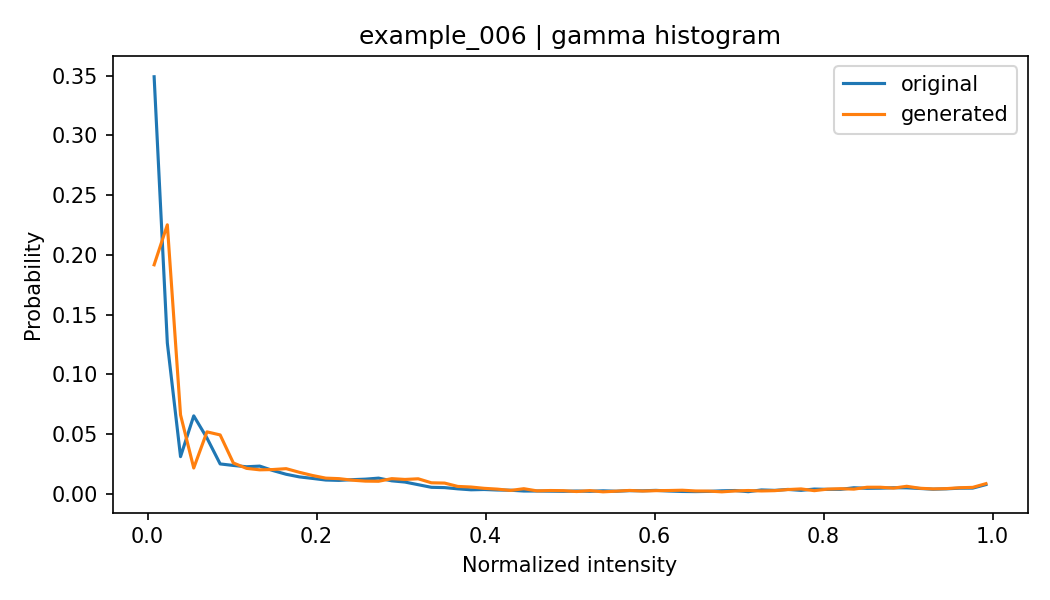 example_006 | gamma histogram
original
generated
Probability
0.35
0.30
0.25
0.20
0.15
0.10
0.05
0.00
0.0 0.2 0.4 0.6 0.8 1.0
Normalized intensity